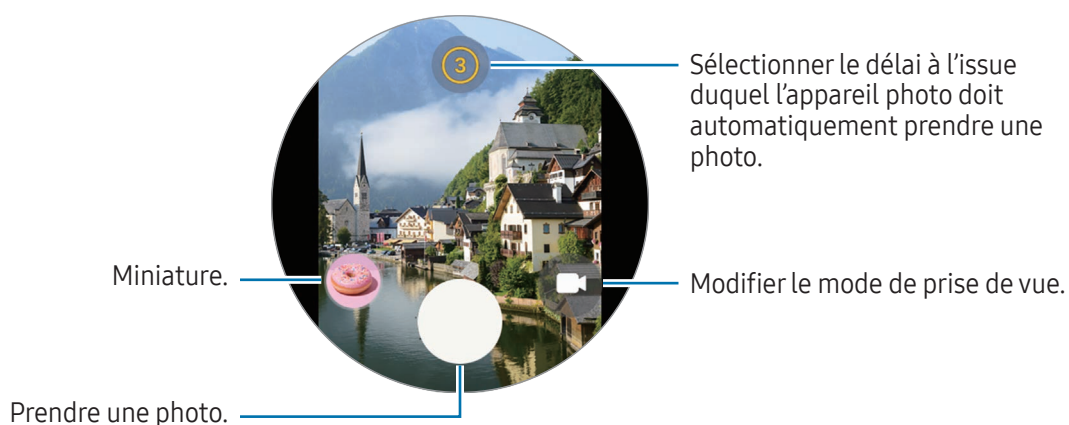 3
Sélectionner le délai à l’issue
duquel l’appareil photo doit
automatiquement prendre une
photo.
Miniature.
Modifier le mode de prise de vue.
Prendre une photo.